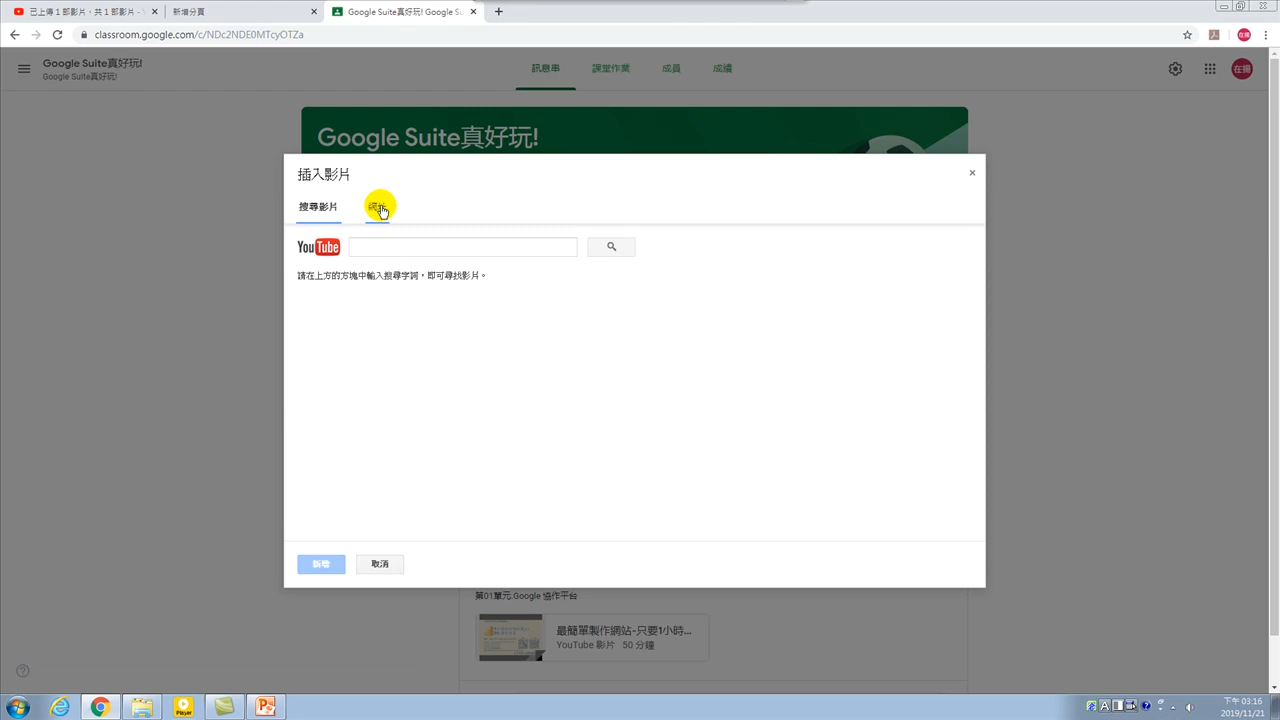 已上傳 1 部影片，共 1 部影片 - Y
新增分頁
Google Suite真好玩! Google Su
classroom.google.com/c/NDc2NDE0MTcyOTZa
在揚
Google Suite真好玩!
Google Suite真好玩!
訊息串
課堂作業
成員
成績
在揚
Google Suite真好玩!
插入影片
×
搜尋影片
YouTube
請在上方的方塊中輸入搜尋字詞，即可尋找影片。
新增
取消
第01單元.Google 協作平台
最簡單製作網站-只要1小時...
YouTube 影片 50 分鐘
Player
下午 03:16
2019/11/21